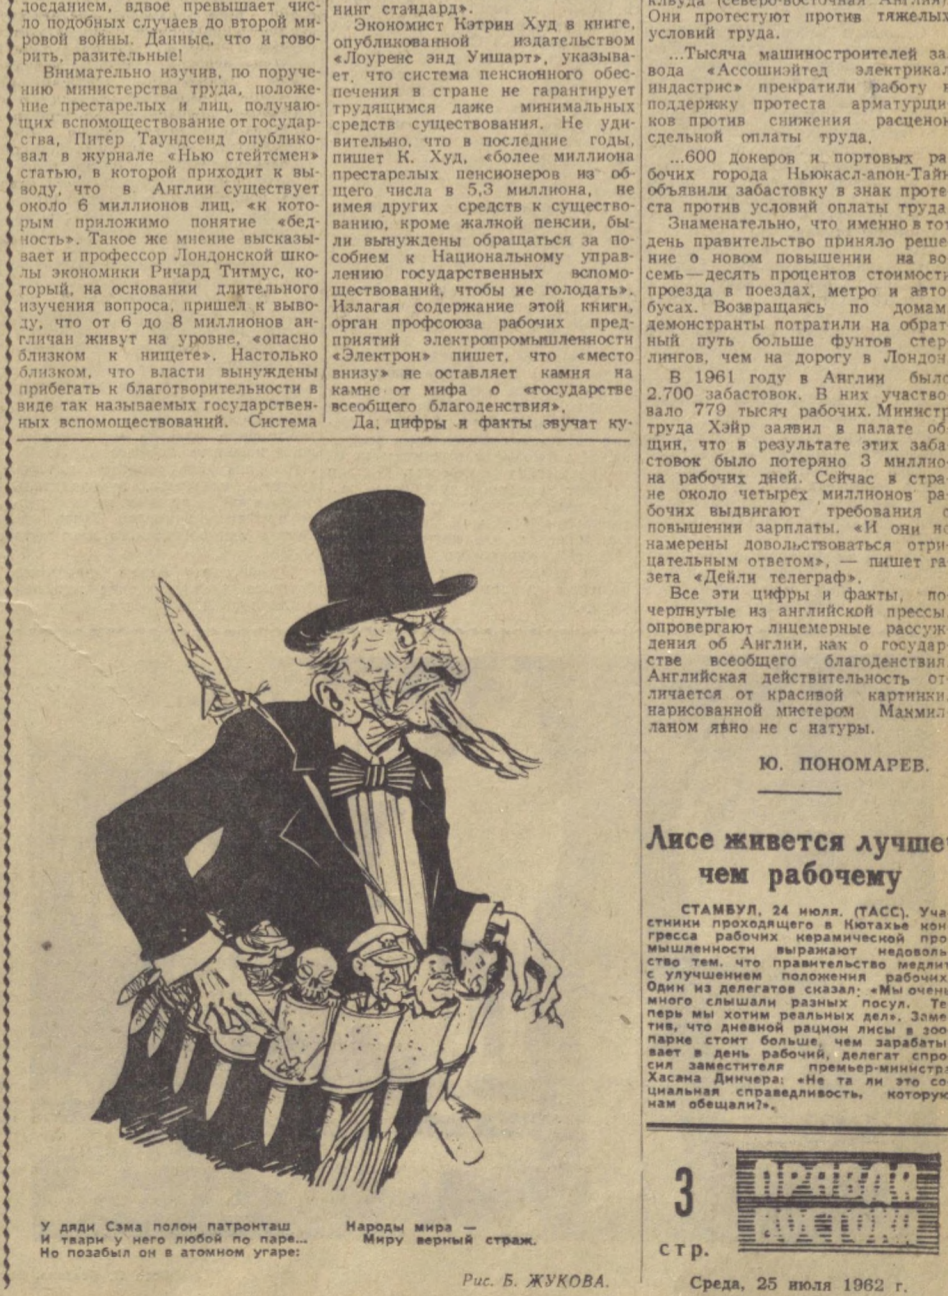 досданием, вдвое превышает чис-
ло подобных случаев до второй ми-
ровой войны. Данные, что и гово-
рить, разительные!
Внимательно изучив, по поруче-
нию министерства труда, положе-
ние престарелых и лиц, получаю-
щих вспомоществование от государ-
ства, Питер Таундсенд опублико-
вал в журнале «Нью стейтсмен»
статью, в которой приходит к вы-
воду, что в Англии существует
около 6 миллионов лиц, «к кото-
рым приложимо понятие «бед-
ность». Такое же мнение высказы-
вает и профессор Лондонской шко-
лы экономики Ричард Титмус, ко-
торый, на основании длительного
изучения вопроса, пришел к выво-
ду, что от 6 до 8 миллионов ан-
гличан живут на уровне, «опасно
близком к нищете». Настолько
близком, что власти вынуждены
прибегать к благотворительности в
виде так называемых государствен-
ных вспомоществований. Система
нинг стандард».
Экономист Кэтрин Худ в книге,
опубликованной издательством
«Лоуренс энд Уишарт», указыва-
ет, что система пенсионного обес-
печения в стране не гарантирует
трудящимся даже минимальных
средств существования. Не уди-
вительно, что в последние годы,
пишет К. Худ, «более миллиона
престарелых пенсионеров из об-
щего числа в 5,3 миллиона, не
имея других средств к существо-
ванию, кроме жалкой пенсии, бы-
ли вынуждены обращаться за по-
собием к Национальному управ-
лению государственных вспомо-
ществований, чтобы не голодать».
Излагая содержание этой книги,
орган профсоюза рабочих пред-
приятий электропромышленности
«Электрон» пишет, что «место
внизу» не оставляет камня на
камне от мифа о «государстве
всеобщего благоденствия».
Да, цифры и факты звучат ку-
Они протестуют против тяжелых
условий труда.
...Тысяча машиностроителей за
вода «Ассошиэйтед электрикал
индастрис» прекратили работу в
поддержку протеста арматурщи
ков против снижения расценок
сдельной оплаты труда.
...600 докеров и портовых ра
бочих города Ньюкасл-апон-Тайн
объявили забастовку в знак проте
ста против условий оплаты труда
Знаменательно, что именно в тот
день правительство приняло реше
ние о новом повышении на во
семь—десять процентов стоимости
проезда в поездах, метро и авто
бусах. Возвращаясь по домам
демонстранты потратили на обрат
ный путь больше фунтов стер
лингов, чем на дорогу в Лондон
В 1961 году в Англии было
2.700 забастовок. В них участво
вало 779 тысяч рабочих. Министр
труда Хэйр заявил в палате об
щин, что в результате этих заба
стовок было потеряно 3 миллио-
на рабочих дней. Сейчас в стра
не около четырех миллионов ра
бочих выдвигают требования о
повышении зарплаты. «И они не
намерены довольствоваться отри
цательным ответом», — пишет га
зета «Дейли телеграф».
Все эти цифры и факты, по
черпнутые из английской прессы
опровергают лицемерные рассуж
дения об Англии, как о государ
стве всеобщего благоденствия
Английская действительность от
личается от красивой картинки
нарисованной мистером Макмил
ланом явно не с натуры.
Ю. ПОНОМАРЕВ.
Лисе живется лучше
чем рабочему
СТАМБУЛ, 24 июля. (ТАСС). Уча
стники проходящего в Кютахье кон
гресса рабочих керамической про
мышленности выражают недоволь
ство тем, что правительство медлит
с улучшением положения рабочих
Один из делегатов сказал: «Мы очень
много слышали разных посул. Те
перь мы хотим реальных дел». Заме
тив, что дневной рацион лисы в зоо
парке стоит больше, чем зарабаты
вает в день рабочий, делегат спро
сил заместителя премьер-министра
Хасана Динчера: «Не та ли это со
циальная справедливость, которую
нам обещали?».
У дяди Сэма полон патронташ
И твари у него любой по паре...
Но позабыл он в атомном угаре:
Народы мира —
Миру верный страж.
Рис. Б. ЖУКОВА.
3
стр.
ПРАВДА
ВОСТОКА
Среда, 25 июля 1962 г.